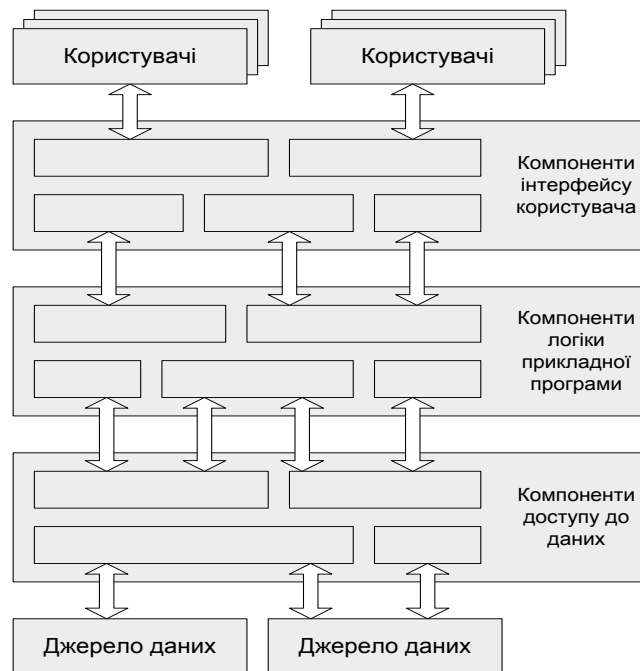 Користувачі
Користувачі
Компоненти
інтерфейсу
користувача
Компоненти
логіки
прикладної
програми
Компоненти
доступу до
даних
Джерело даних
Джерело даних